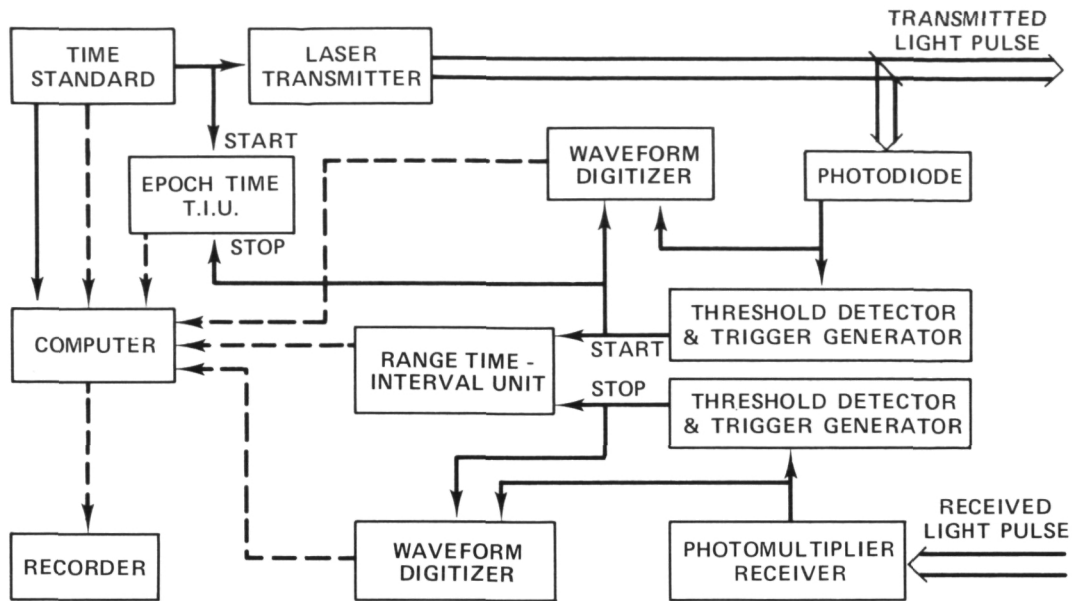 TIME
STANDARD
LASER
TRANSMITTER
TRANSMITTED
LIGHT PULSE
START
EPOCH TIME
T.I.U.
STOP
WAVEFORM
DIGITIZER
PHOTODIODE
COMPUTER
RANGE TIME -
INTERVAL UNIT
START
STOP
THRESHOLD DETECTOR
& TRIGGER GENERATOR
THRESHOLD DETECTOR
& TRIGGER GENERATOR
RECORDER
WAVEFORM
DIGITIZER
PHOTOMULTIPLIER
RECEIVER
RECEIVED
LIGHT PULSE